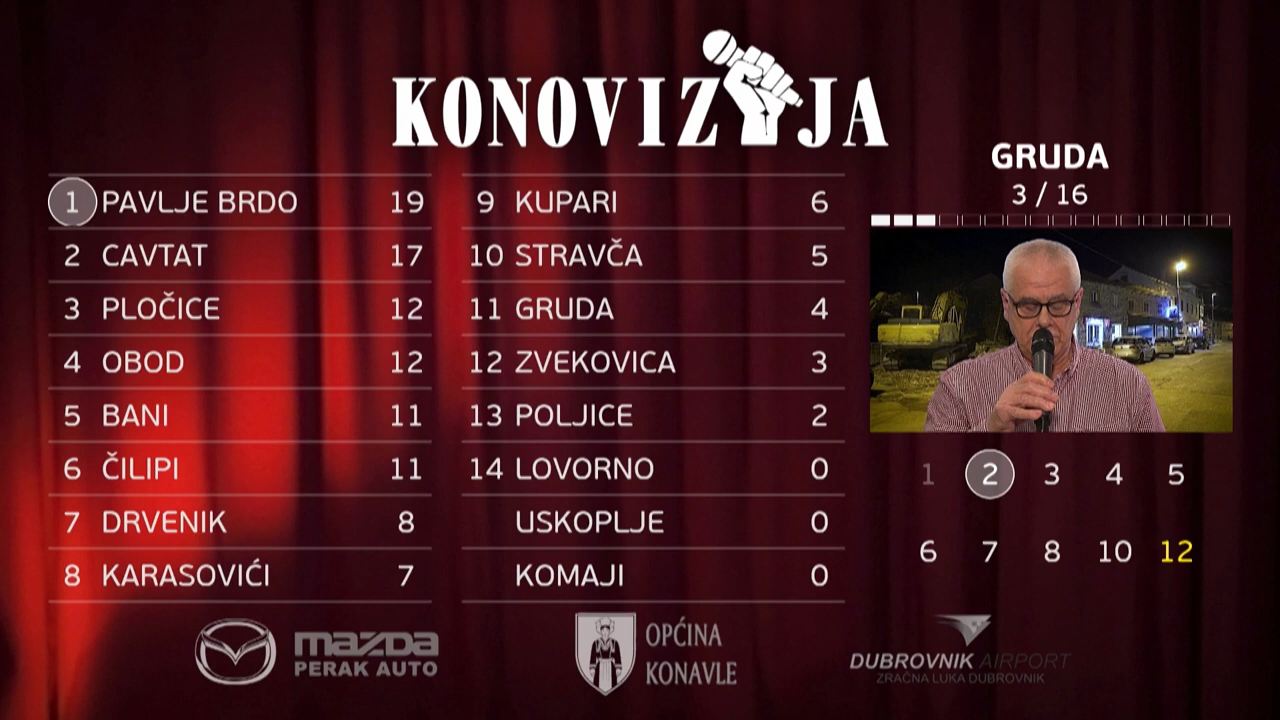 KONOVIZIJA
1 PAVLJE BRDO 19
2 CAVTAT 17
3 PLOČICE 12
4 OBOD 12
5 BANI 11
6 ČILIPI 11
7 DRVENIK 8
8 KARASOVIĆI 7
9 KUPARI 6
10 STRAVČA 5
11 GRUDA 4
12 ZVEKOVICA 3
13 POLJICE 2
14 LOVORNO 0
USKOPLJE 0
KOMAJI 0
GRUDA
3 / 16
1 2 3 4 5
6 7 8 10 12
mazda
PERAK AUTO
OPĆINA
KONAVLE
DUBROVNIK AIRPORT
ZRAČNA LUKA DUBROVNIK